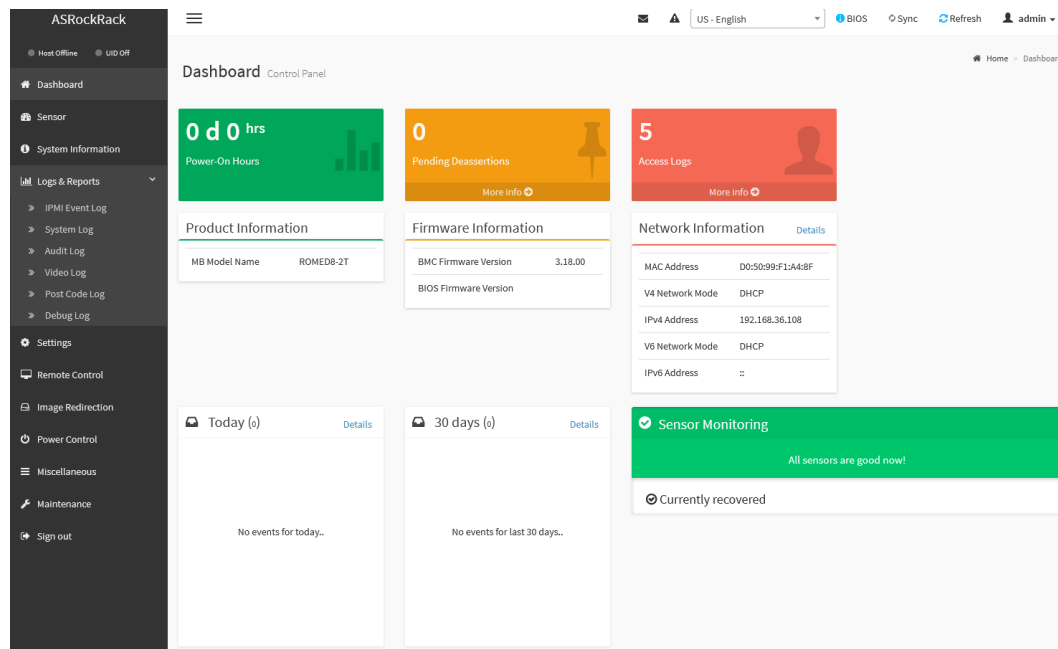 ASRockRack
US - English
BIOS
Sync
Refresh
admin
Host Offline
UID Off
Home > Dashboar
Dashboard Control Panel
Dashboard
Sensor
System Information
Logs & Reports
IPMI Event Log
System Log
Audit Log
Video Log
Post Code Log
Debug Log
Settings
Remote Control
Image Redirection
Power Control
Miscellaneous
Maintenance
Sign out
0 d 0 hrs
Power-On Hours
0
Pending Deassertions
More info
5
Access Logs
More info
Product Information
MB Model Name ROMED8-2T
Firmware Information
BMC Firmware Version 3.18.00
BIOS Firmware Version
Network Information Details
MAC Address D0:50:99:F1:A4:8F
V4 Network Mode DHCP
IPv4 Address 192.168.36.108
V6 Network Mode DHCP
IPv6 Address ::
Today (0) Details
No events for today..
30 days (0) Details
No events for last 30 days..
Sensor Monitoring
All sensors are good now!
Currently recovered